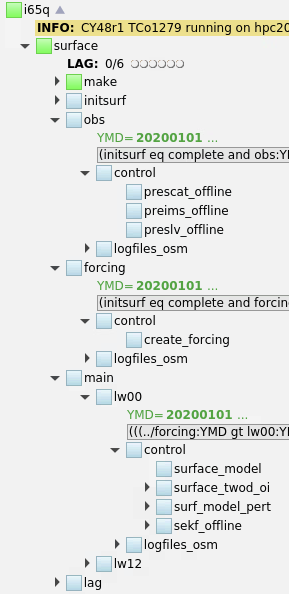 i65q
INFO: CY48r1 TCo1279 running on hpc20
surface
LAG: 0/6
make
initsurf
obs
YMD= 20200101 ...
(initsurf eq complete and obs:Y
control
prescat_offline
preims_offline
preslv_offline
logfiles_osm
forcing
YMD= 20200101 ...
(initsurf eq complete and forcin
control
create_forcing
logfiles_osm
main
lw00
YMD= 20200101 ...
(((../forcing:YMD gt lw00:Y
control
surface_model
surface_twod_oi
surf_model_pert
sekf_offline
logfiles_osm
lw12
lag